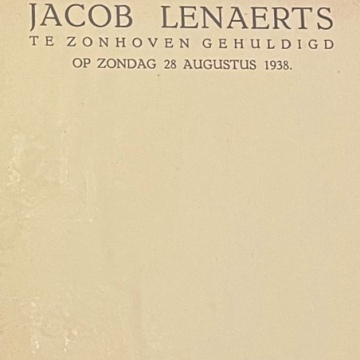 JACOB LENAERTS
TE ZONHOVEN GEHULDIGD
OP ZONDAG 28 AUGUSTUS 1938.